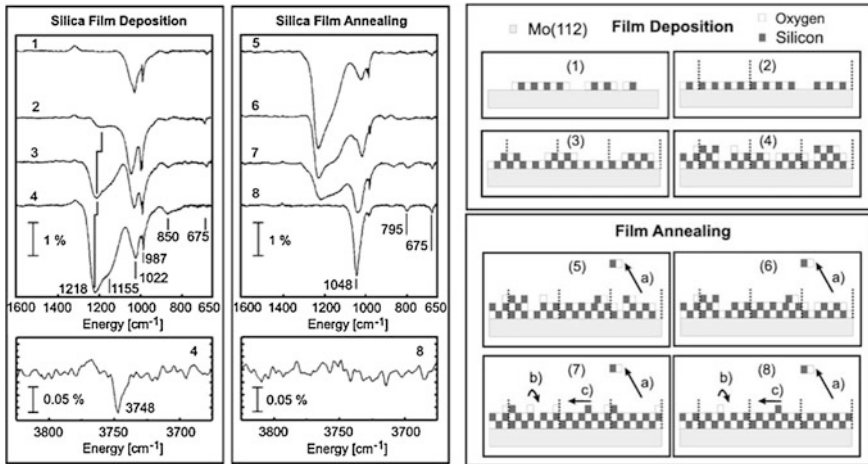 Silica Film Deposition
1
2
3
4
1 %
850
675
987
1022
1155
1218
1600 1400 1200 1000 800 650
Energy [cm-1]
4
0.05 %
3748
3800 3750 3700
Energy [cm-1]
Silica Film Annealing
5
6
7
8
1 %
795
675
1048
1600 1400 1200 1000 800 650
Energy [cm-1]
8
0.05 %
3800 3750 3700
Energy [cm-1]
Mo(112)
Film Deposition
Oxygen
Silicon
(1)
(2)
(3)
(4)
Film Annealing
(5)
a)
(6)
a)
b)
(7)
c)
a)
b)
(8)
c)
a)